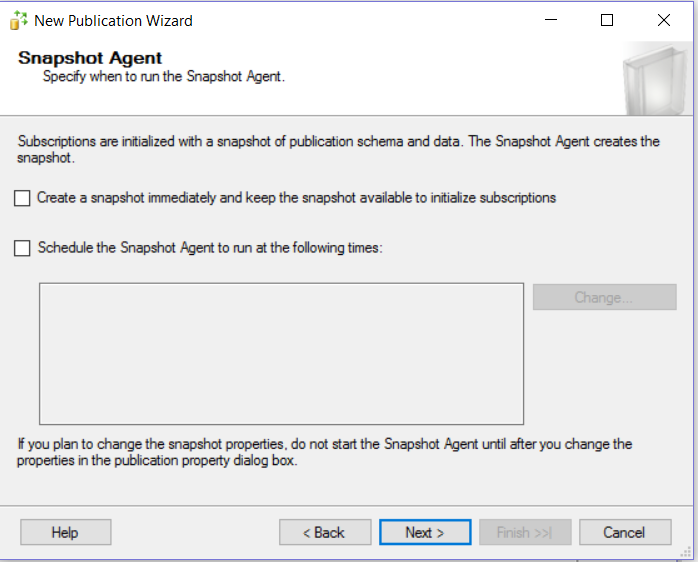 New Publication Wizard
Snapshot Agent
Specify when to run the Snapshot Agent.
Subscriptions are initialized with a snapshot of publication schema and data. The Snapshot Agent creates the
snapshot.
Create a snapshot immediately and keep the snapshot available to initialize subscriptions
Schedule the Snapshot Agent to run at the following times:
Change...
If you plan to change the snapshot properties, do not start the Snapshot Agent until after you change the
properties in the publication property dialog box.
Help
< Back
Next >
Finish >>|
Cancel